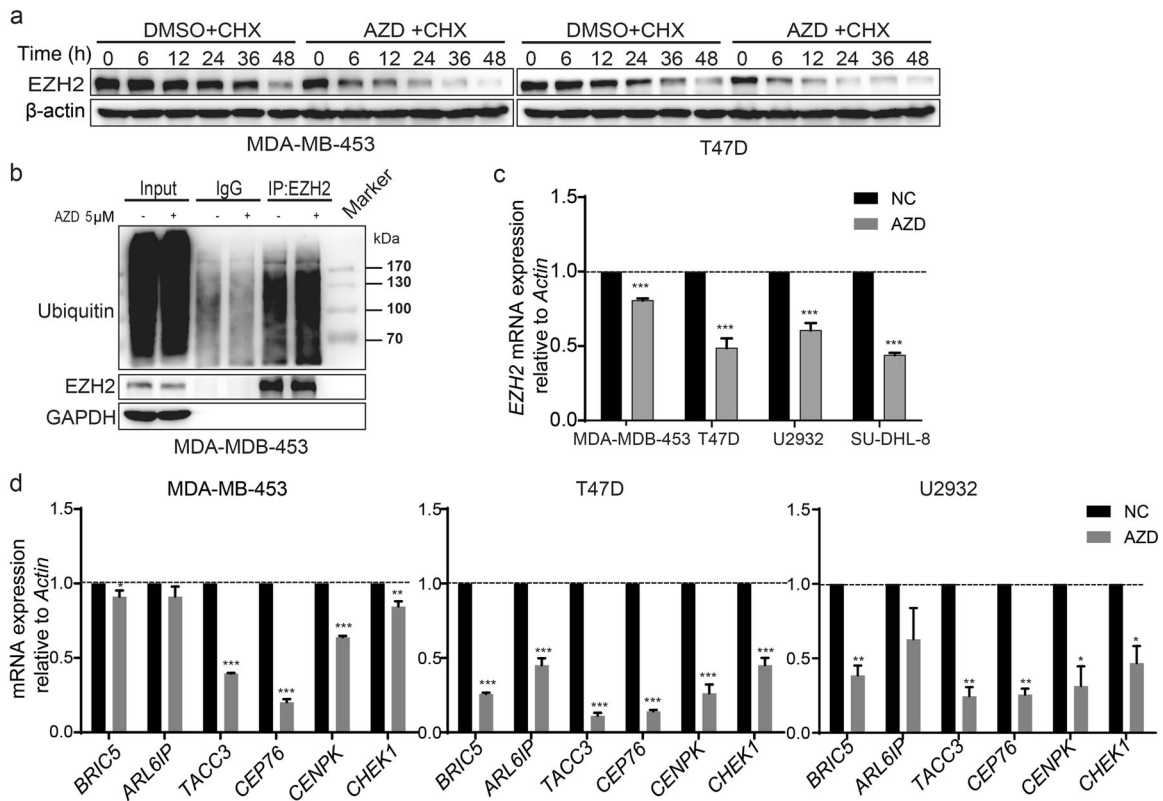 a
DMSO+CHX AZD +CHX DMSO+CHX AZD +CHX
Time (h) 0 6 12 24 36 48 0 6 12 24 36 48 0 6 12 24 36 48 0 6 12 24 36 48
EZH2
β-actin
MDA-MB-453 T47D
b
Input IgG IP:EZH2 Marker
AZD 5μM - + - + - +
kDa
170
130
Ubiquitin
100
70
EZH2
GAPDH
MDA-MDB-453
c
NC
AZD
EZH2 mRNA expression
relative to Actin
1.5
1.0
0.5
0.0
*** *** *** ***
MDA-MDB-453 T47D U2932 SU-DHL-8
d
MDA-MB-453 T47D U2932
NC
AZD
mRNA expression
relative to Actin
1.5
1.0
0.5
0.0
* *** *** *** **
BRIC5 ARL6IP TACC3 CEP76 CENPK CHEK1
1.5
1.0
0.5
0.0
*** *** *** *** *** ***
BRIC5 ARL6IP TACC3 CEP76 CENPK CHEK1
1.5
1.0
0.5
0.0
** ** ** * *
BRIC5 ARL6IP TACC3 CEP76 CENPK CHEK1